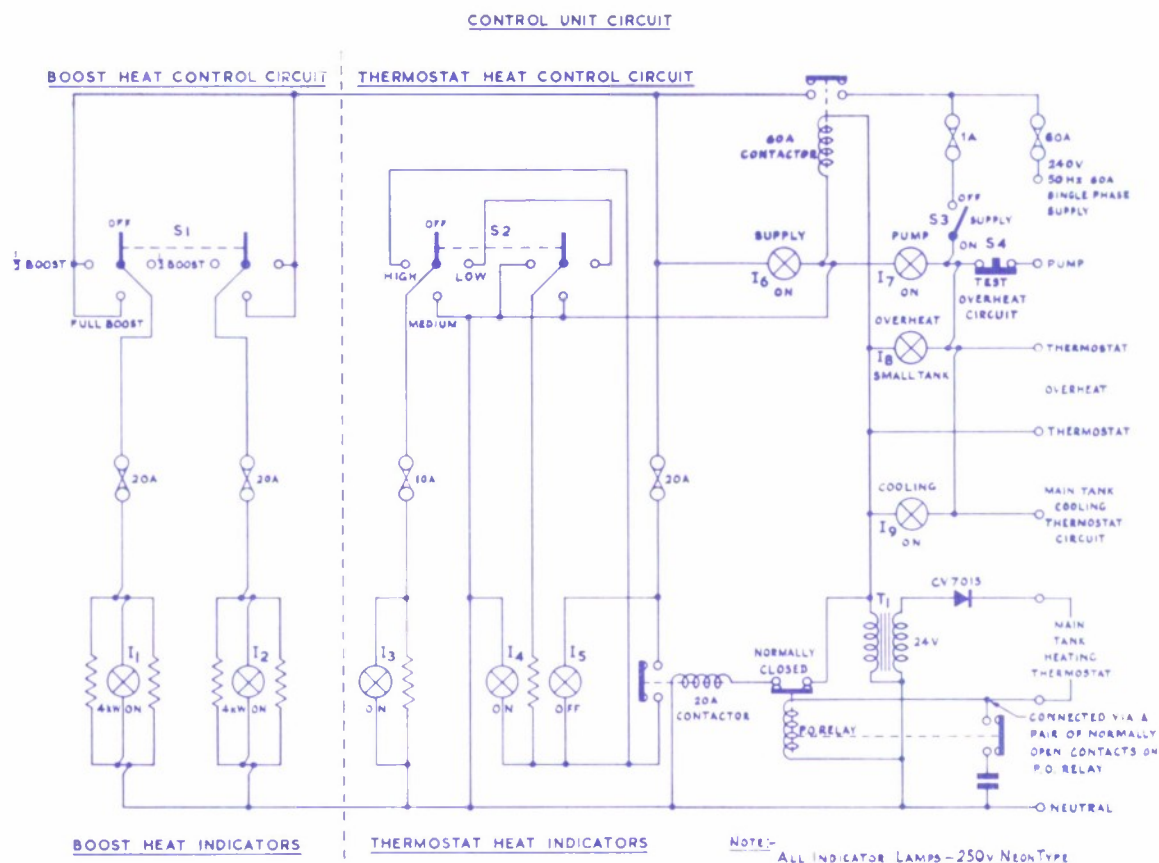 CONTROL UNIT CIRCUIT
BOOST HEAT CONTROL CIRCUIT
THERMOSTAT HEAT CONTROL CIRCUIT
60A
CONTACTOR
1A
60A
240V
50 HZ 60A
SINGLE PHASE
SUPPLY
OFF
S3
SUPPLY
ON
S4
OFF
S1
1/3 BOOST
1/3 BOOST
FULL BOOST
OFF
S2
HIGH
LOW
MEDIUM
SUPPLY
I6
ON
PUMP
I7
ON
TEST
OVERHEAT
CIRCUIT
PUMP
OVERHEAT
I8
SMALL TANK
THERMOSTAT
OVERHEAT
THERMOSTAT
20A
20A
10A
20A
COOLING
I9
ON
MAIN TANK
COOLING
THERMOSTAT
CIRCUIT
T1
CV7013
24V
MAIN
TANK
HEATING
THERMOSTAT
I1
4KW ON
I2
4KW ON
I3
ON
I4
ON
I5
OFF
NORMALLY
CLOSED
20A
CONTACTOR
P.O. RELAY
CONNECTED VIA A
PAIR OF NORMALLY
OPEN CONTACTS ON
P.O. RELAY
NEUTRAL
BOOST HEAT INDICATORS
THERMOSTAT HEAT INDICATORS
NOTE:-
ALL INDICATOR LAMPS - 250V NEON TYPE